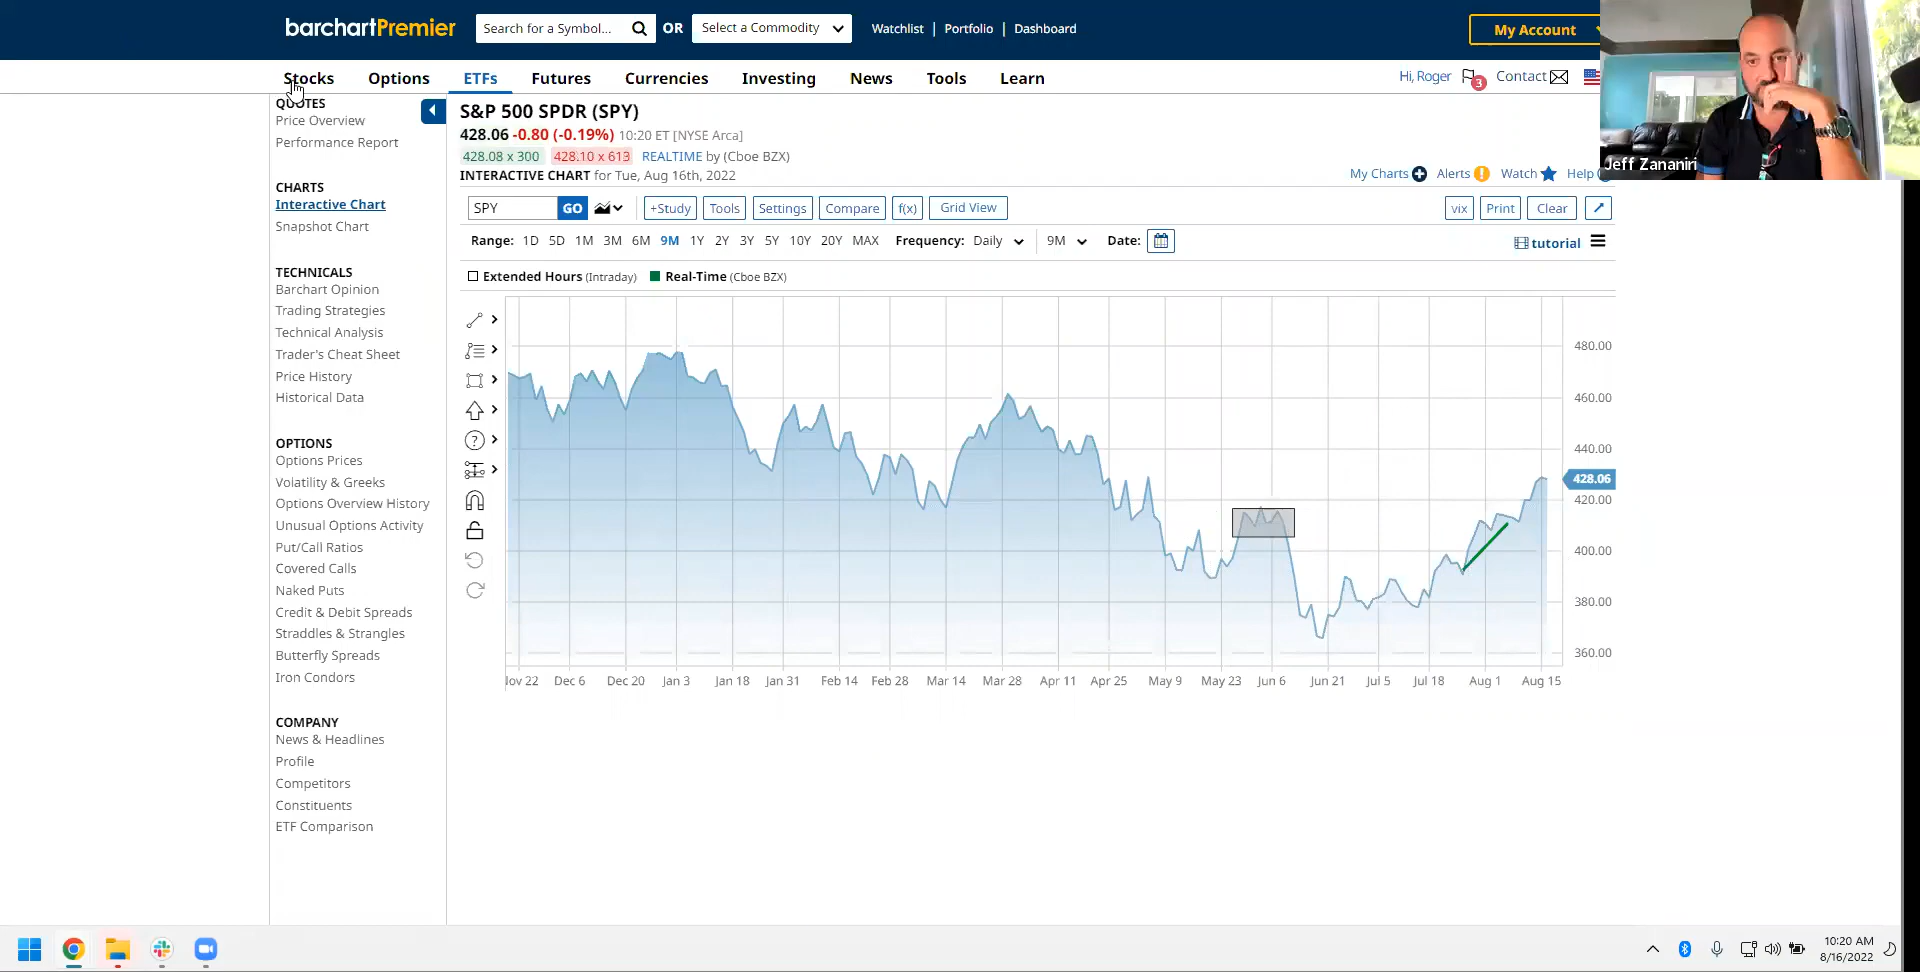 barchartPremier
Search for a Symbol...
OR
Select a Commodity
Watchlist | Portfolio | Dashboard
My Account
Stocks Options ETFs Futures Currencies Investing News Tools Learn
Hi, Roger
3
Contact
Jeff Zananiri
QUOTES
Price Overview
Performance Report
CHARTS
Interactive Chart
Snapshot Chart
TECHNICALS
Barchart Opinion
Trading Strategies
Technical Analysis
Trader's Cheat Sheet
Price History
Historical Data
OPTIONS
Options Prices
Volatility & Greeks
Options Overview History
Unusual Options Activity
Put/Call Ratios
Covered Calls
Naked Puts
Credit & Debit Spreads
Straddles & Strangles
Butterfly Spreads
Iron Condors
COMPANY
News & Headlines
Profile
Competitors
Constituents
ETF Comparison
S&P 500 SPDR (SPY)
428.06 -0.80 (-0.19%) 10:20 ET [NYSE Arca]
428.08 x 300 428.10 x 613 REALTIME by (Cboe BZX)
INTERACTIVE CHART for Tue, Aug 16th, 2022
My Charts Alerts Watch Help
SPY GO +Study Tools Settings Compare f(x) Grid View
vix Print Clear
Range: 1D 5D 1M 3M 6M 9M 1Y 2Y 3Y 5Y 10Y 20Y MAX Frequency: Daily 9M Date:
tutorial
Extended Hours (Intraday) Real-Time (Cboe BZX)
480.00
460.00
440.00
428.06
420.00
400.00
380.00
360.00
ov 22 Dec 6 Dec 20 Jan 3 Jan 18 Jan 31 Feb 14 Feb 28 Mar 14 Mar 28 Apr 11 Apr 25 May 9 May 23 Jun 6 Jun 21 Jul 5 Jul 18 Aug 1 Aug 15
10:20 AM
8/16/2022